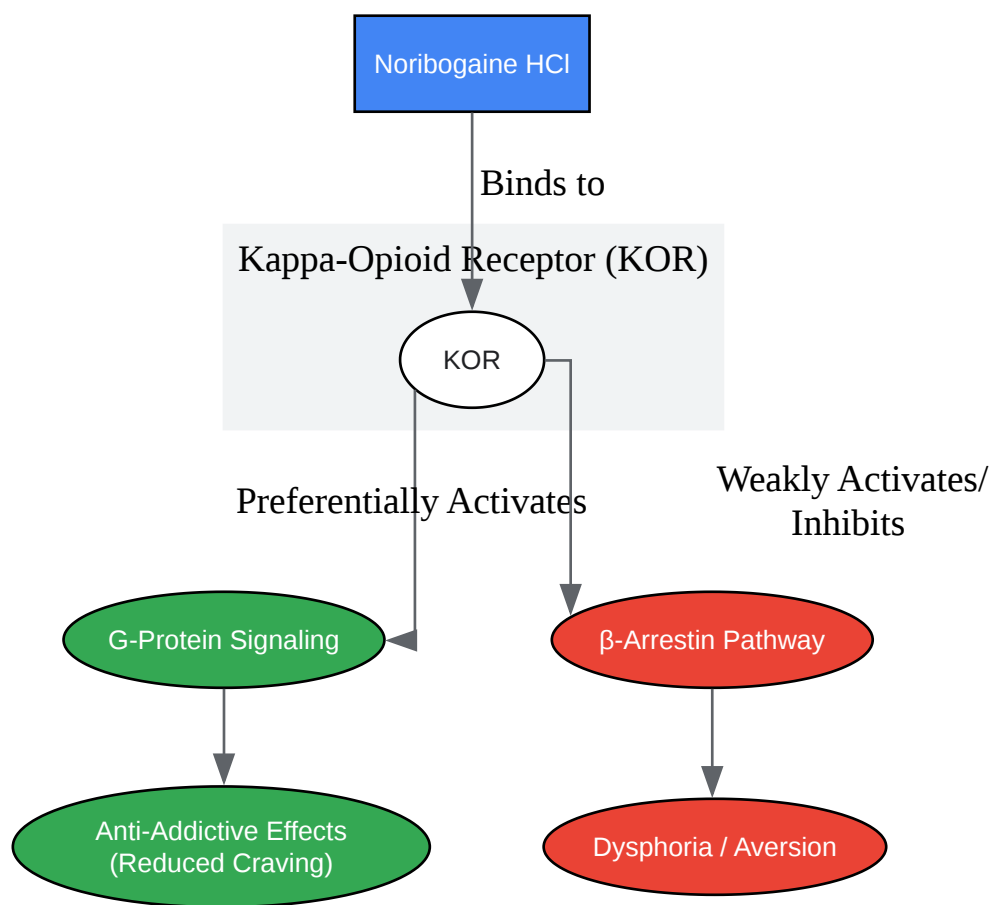 Noribogaine HCl
Binds to
Kappa-Opioid Receptor (KOR)
KOR
Preferentially Activates
Weakly Activates/
Inhibits
G-Protein Signaling
β-Arrestin Pathway
Anti-Addictive Effects
(Reduced Craving)
Dysphoria / Aversion